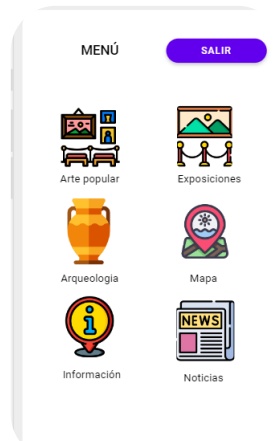 MENÚ
SALIR
Arte popular
Exposiciones
Arqueologia
Mapa
NEWS
Información
Noticias